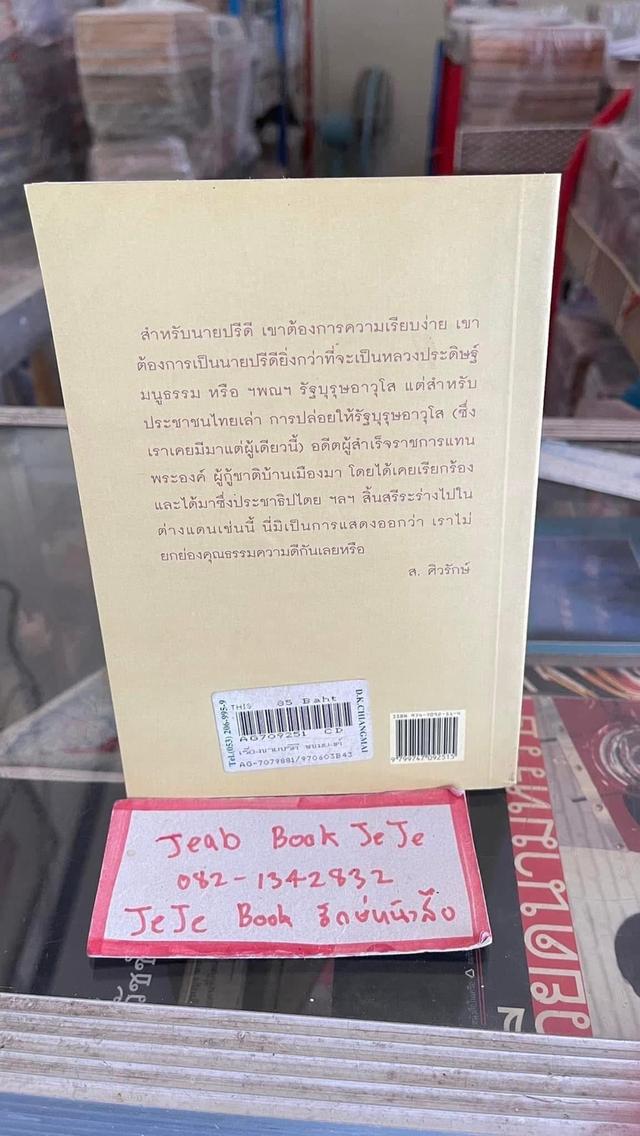 สำหรับนายปรีดี เขาต้องการความเรียบง่าย เขา
ต้องการเป็นนายปรีดียิ่งกว่าที่จะเป็นหลวงประดิษฐ์
มนูธรรม หรือ ฯพณฯ รัฐบุรุษอาวุโส แต่สำหรับ
ประชาชนไทยเล่า การปล่อยให้รัฐบุรุษอาวุโส (ซึ่ง
เราเคยมีมาแต่ผู้เดียวนี้) อดีตผู้สำเร็จราชการแทน
พระองค์ ผู้กู้ชาติบ้านเมืองมา โดยได้เคยเรียกร้อง
และได้มาซึ่งประชาธิปไตย ฯลฯ สิ้นสรีระร่างไปใน
ต่างแดนเช่นนี้ นี่มิเป็นการแสดงออกว่า เราไม่
ยกย่องคุณธรรมความดีกันเลยหรือ
ส. ศิวรักษ์
Tel.(053) 206-995-9
THIS 85 Baht
AG709251 CD
AG-7079881/970603B43
D.K.CHIANGMAI
9 799747 092515
Jeab Book JeJe
082-1342832
JeJe Book